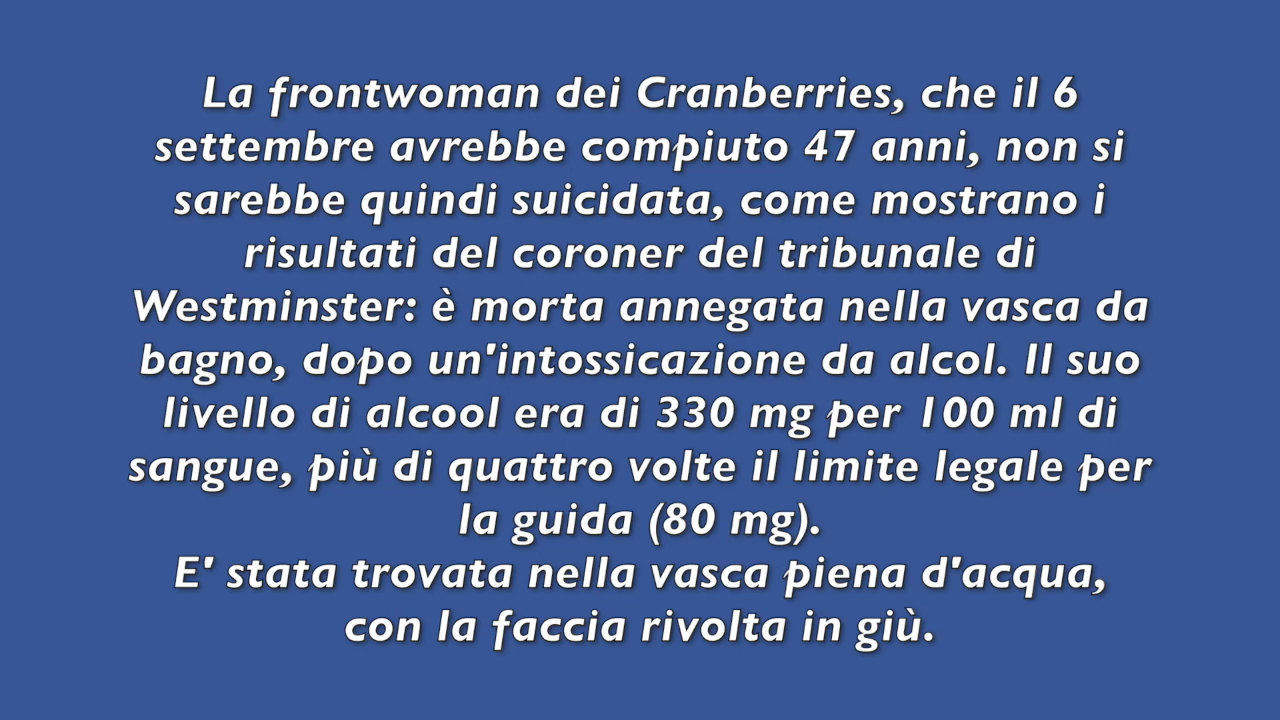 La frontwoman dei Cranberries, che il 6
settembre avrebbe compiuto 47 anni, non si
sarebbe quindi suicidata, come mostrano i
risultati del coroner del tribunale di
Westminster: è morta annegata nella vasca da
bagno, dopo un'intossicazione da alcol. Il suo
livello di alcool era di 330 mg per 100 ml di
sangue, più di quattro volte il limite legale per
la guida (80 mg).
E' stata trovata nella vasca piena d'acqua,
con la faccia rivolta in giù.